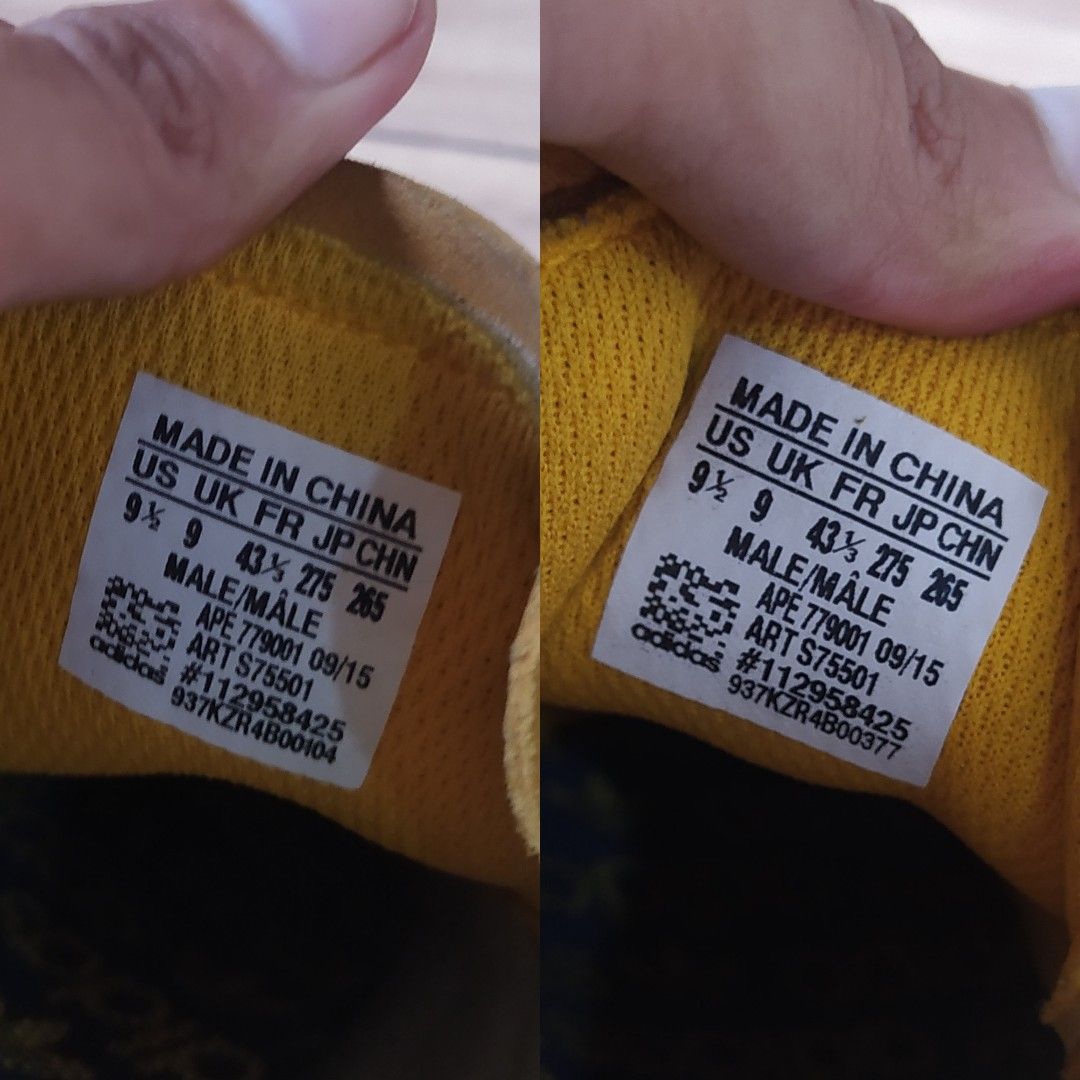 MADE IN CHINA
US UK FR JP CHN
9½ 9 43⅓ 275 265
MALE/MÂLE
APE 779001 09/15
ART S75501
#112958425
937KZR4B00104
adidas
MADE IN CHINA
US UK FR JP CHN
9½ 9 43⅓ 275 265
MALE/MÂLE
APE 779001 09/15
ART S75501
#112958425
937KZR4B00377
adidas